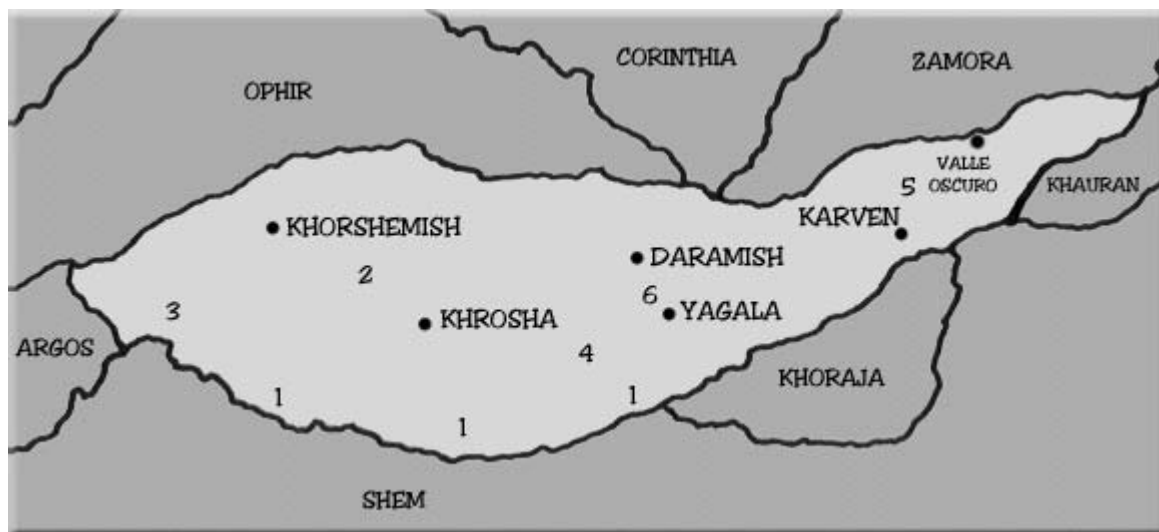 CORINTHIA
ZAMORA
OPHIR
VALLE
OSCURO
KHAURAN
5
KARVEN
KHORSHEMISH
DARAMISH
2
6
YAGALA
3
KHROSHA
ARGOS
4
KHORAJA
1
1
1
SHEM